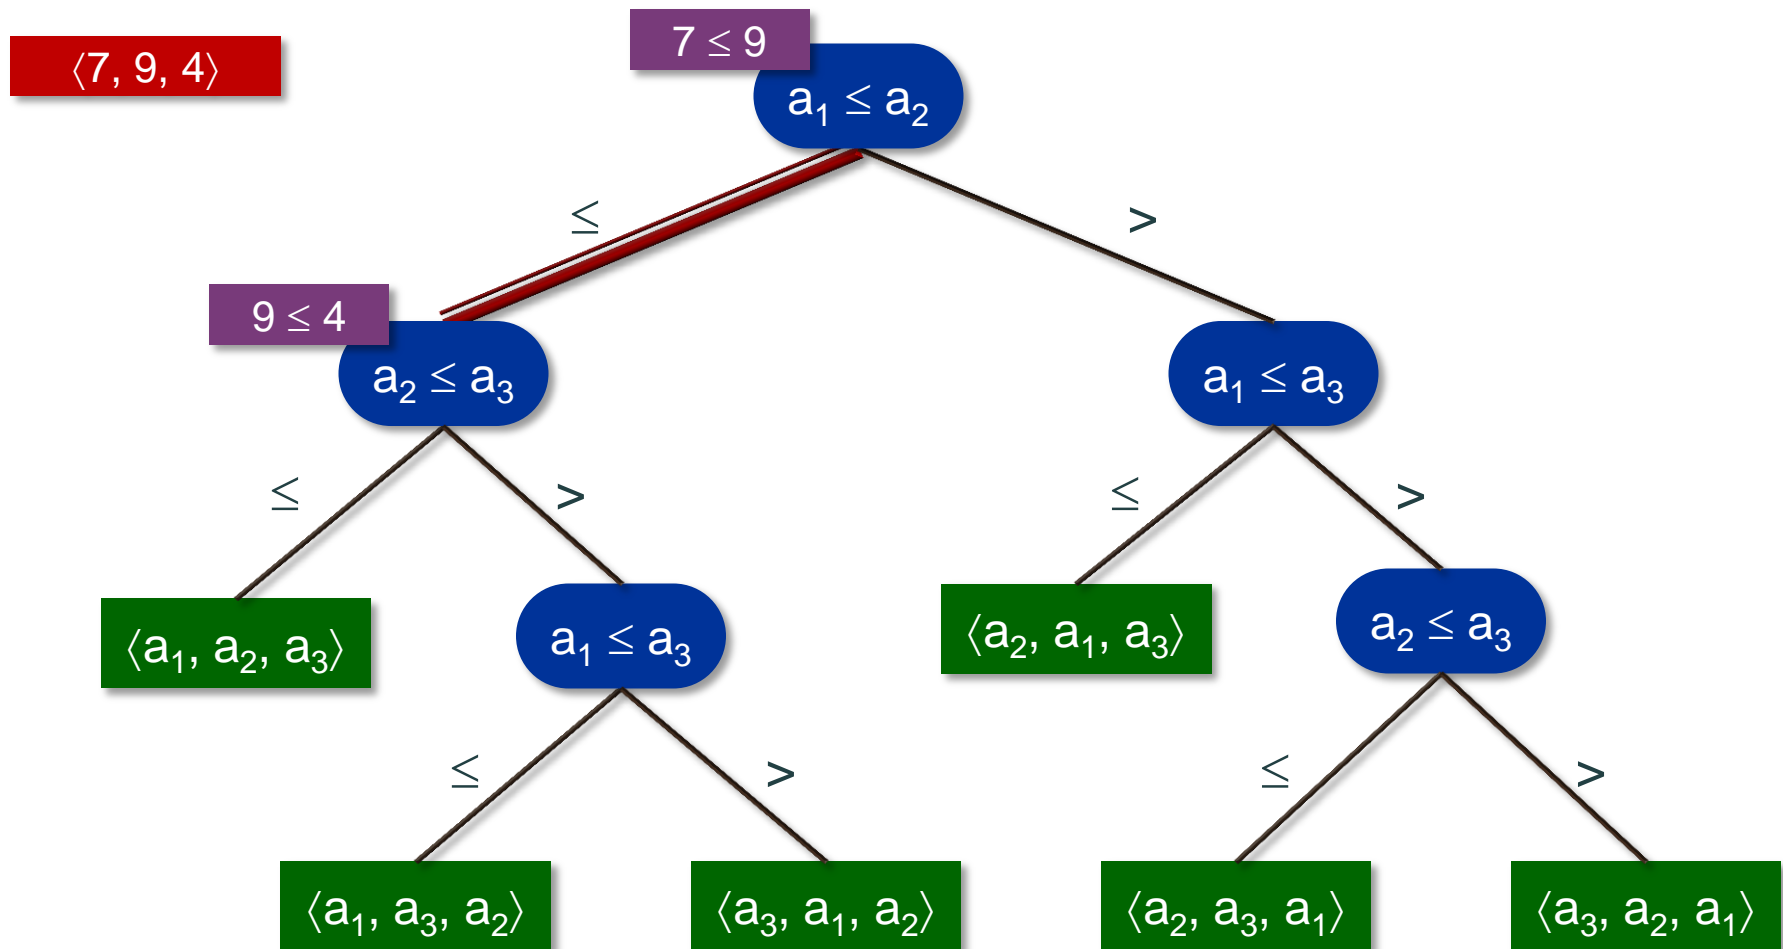 7 ≤ 9
⟨7, 9, 4⟩
a₁ ≤ a₂
≤
>
9 ≤ 4
a₂ ≤ a₃
a₁ ≤ a₃
≤
>
≤
>
⟨a₁, a₂, a₃⟩
a₁ ≤ a₃
⟨a₂, a₁, a₃⟩
a₂ ≤ a₃
≤
>
≤
>
⟨a₁, a₃, a₂⟩
⟨a₃, a₁, a₂⟩
⟨a₂, a₃, a₁⟩
⟨a₃, a₂, a₁⟩